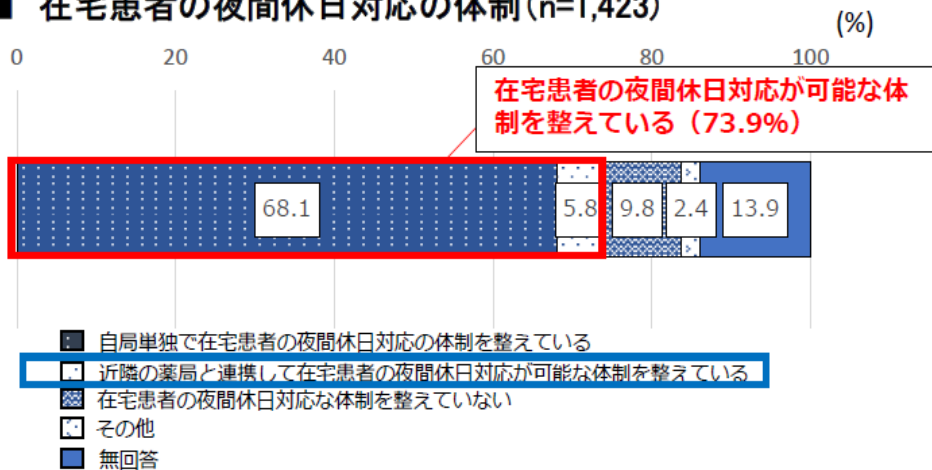 ■ 在宅患者の夜間休日対応の体制(n=1,423)
(%)
0 20 40 60 80 100
在宅患者の夜間休日対応が可能な体
制を整えている（73.9%）
68.1 5.8 9.8 2.4 13.9
自局単独で在宅患者の夜間休日対応の体制を整えている
近隣の薬局と連携して在宅患者の夜間休日対応が可能な体制を整えている
在宅患者の夜間休日対応な体制を整えていない
その他
無回答